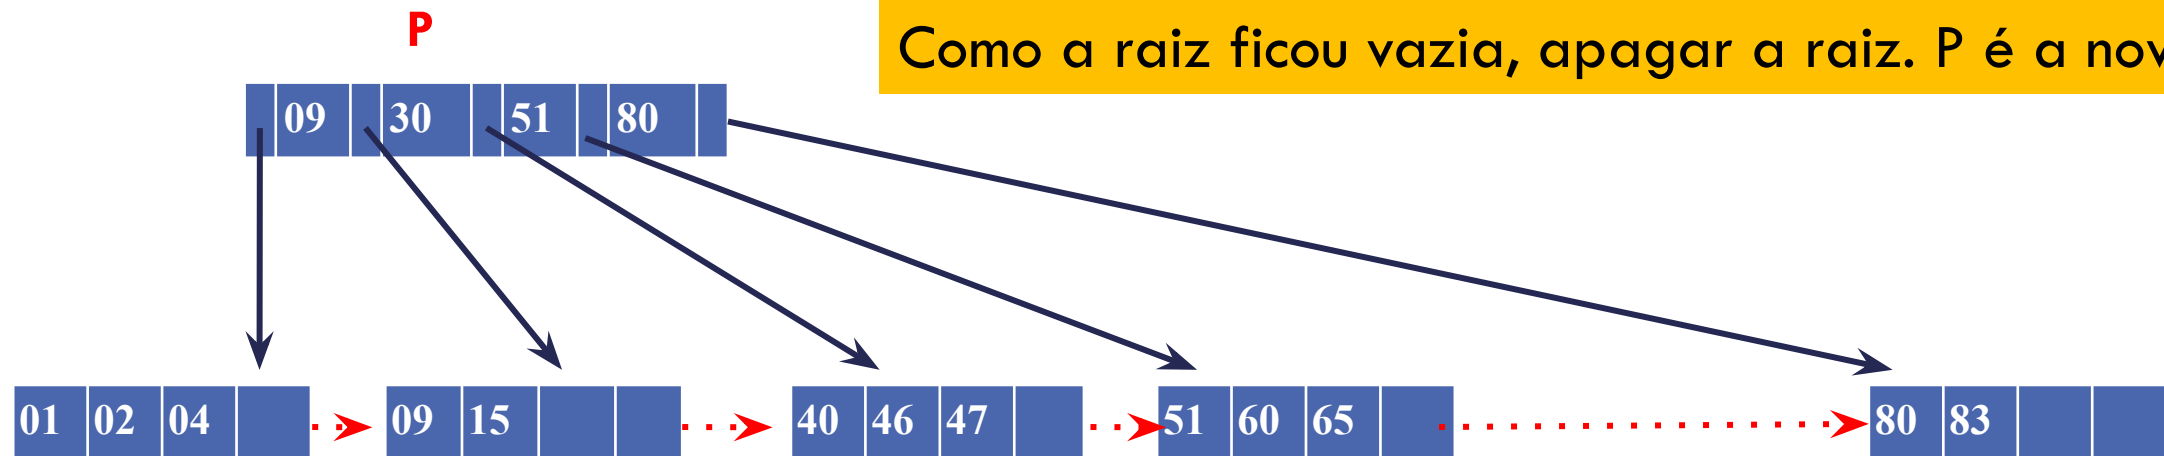 P
Como a raiz ficou vazia, apagar a raiz. P é a nov
09 30 51 80
01 02 04 09 15 40 46 47 51 60 65 80 83